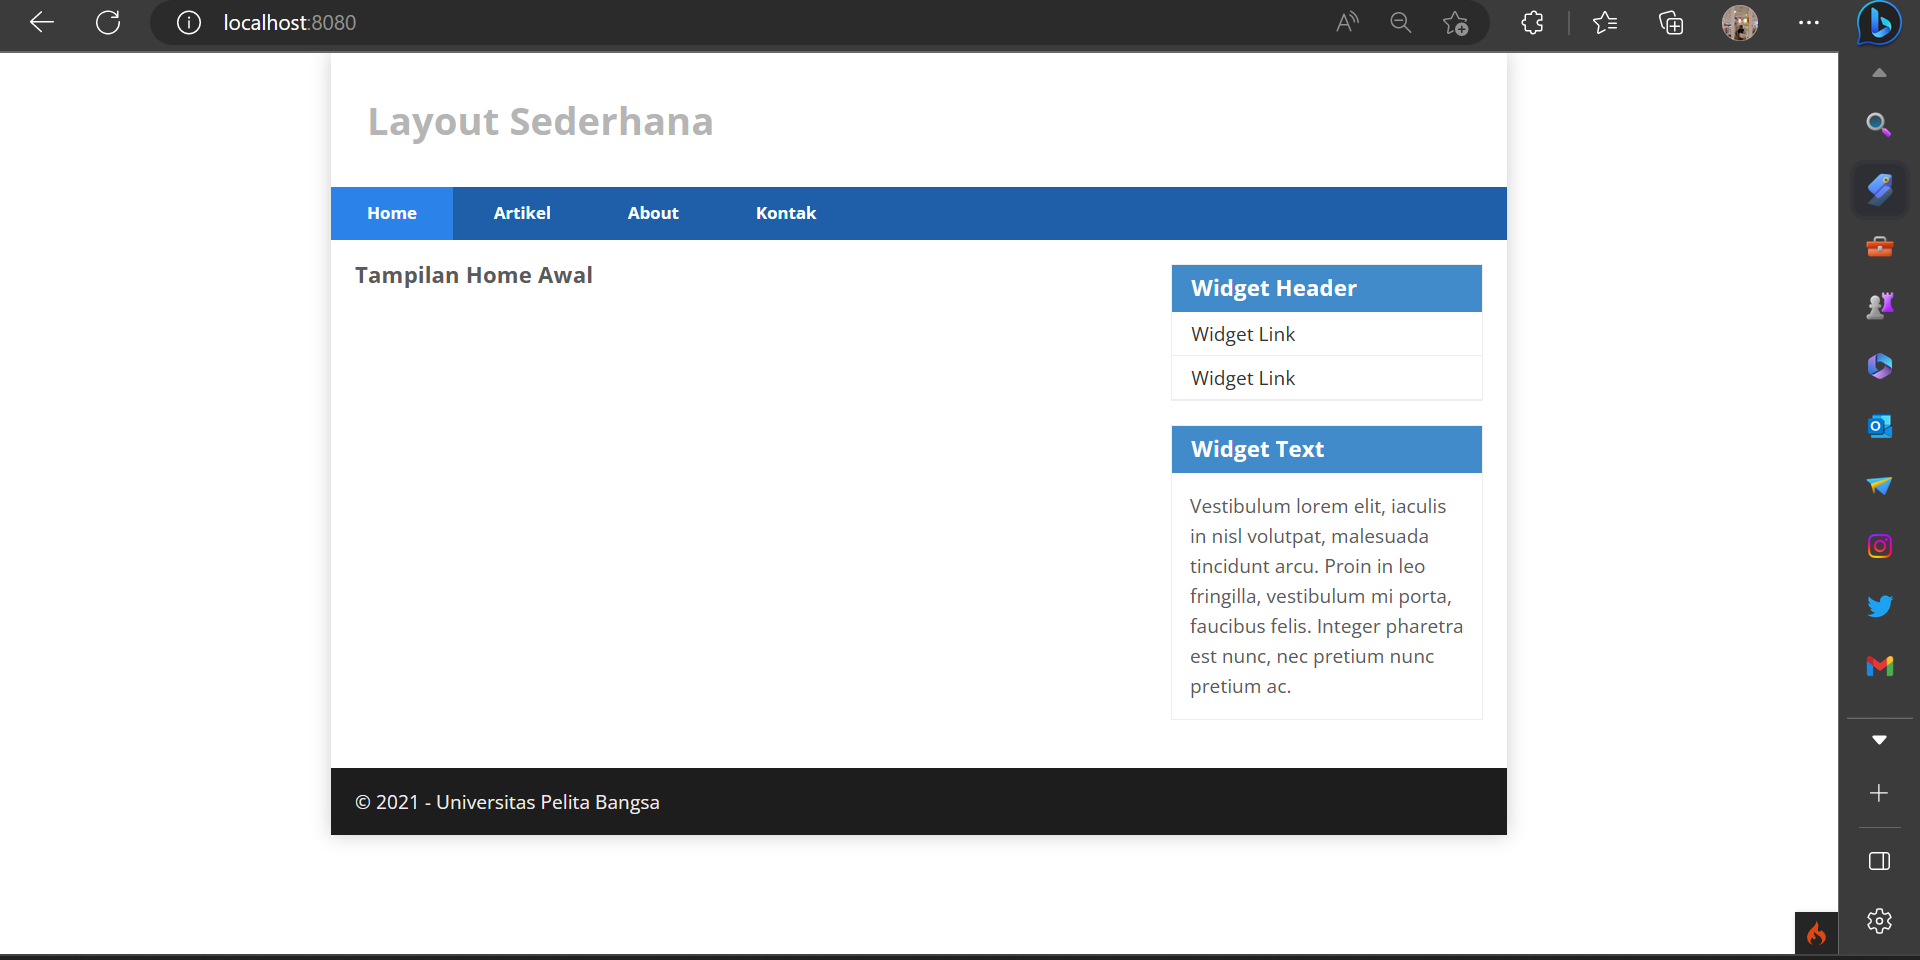 localhost:8080
Layout Sederhana
Home Artikel About Kontak
Tampilan Home Awal
Widget Header
Widget Link
Widget Link
Widget Text
Vestibulum lorem elit, iaculis
in nisl volutpat, malesuada
tincidunt arcu. Proin in leo
fringilla, vestibulum mi porta,
faucibus felis. Integer pharetra
est nunc, nec pretium nunc
pretium ac.
© 2021 - Universitas Pelita Bangsa